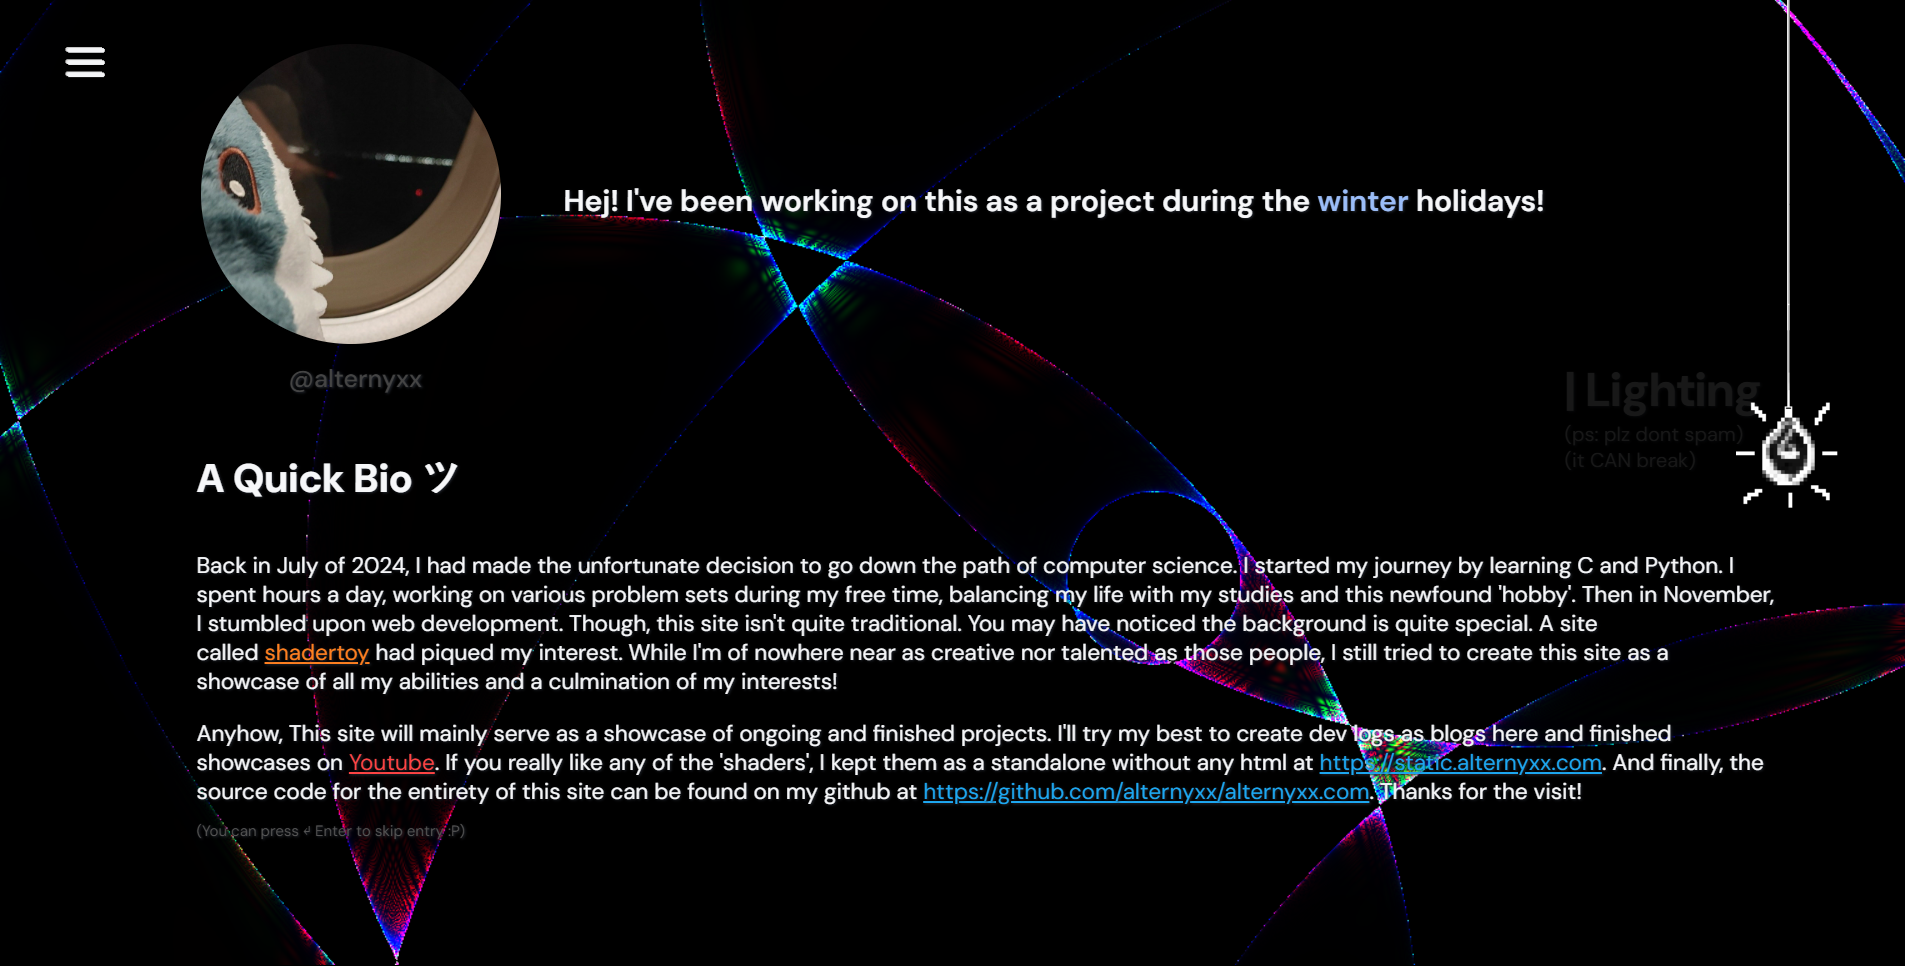 Hej! I've been working on this as a project during the winter holidays!
@alternyxx
| Lighting
(ps: plz dont spam)
(it CAN break)
A Quick Bio ツ
Back in July of 2024, I had made the unfortunate decision to go down the path of computer science. I started my journey by learning C and Python. I
spent hours a day, working on various problem sets during my free time, balancing my life with my studies and this newfound 'hobby'. Then in November,
I stumbled upon web development. Though, this site isn't quite traditional. You may have noticed the background is quite special. A site
called shadertoy had piqued my interest. While I'm of nowhere near as creative nor talented as those people, I still tried to create this site as a
showcase of all my abilities and a culmination of my interests!
Anyhow, This site will mainly serve as a showcase of ongoing and finished projects. I'll try my best to create dev logs as blogs here and finished
showcases on Youtube. If you really like any of the 'shaders', I kept them as a standalone without any html at https://static.alternyxx.com. And finally, the
source code for the entirety of this site can be found on my github at https://github.com/alternyxx/alternyxx.com. Thanks for the visit!
(You can press ↵ Enter to skip entry :P)